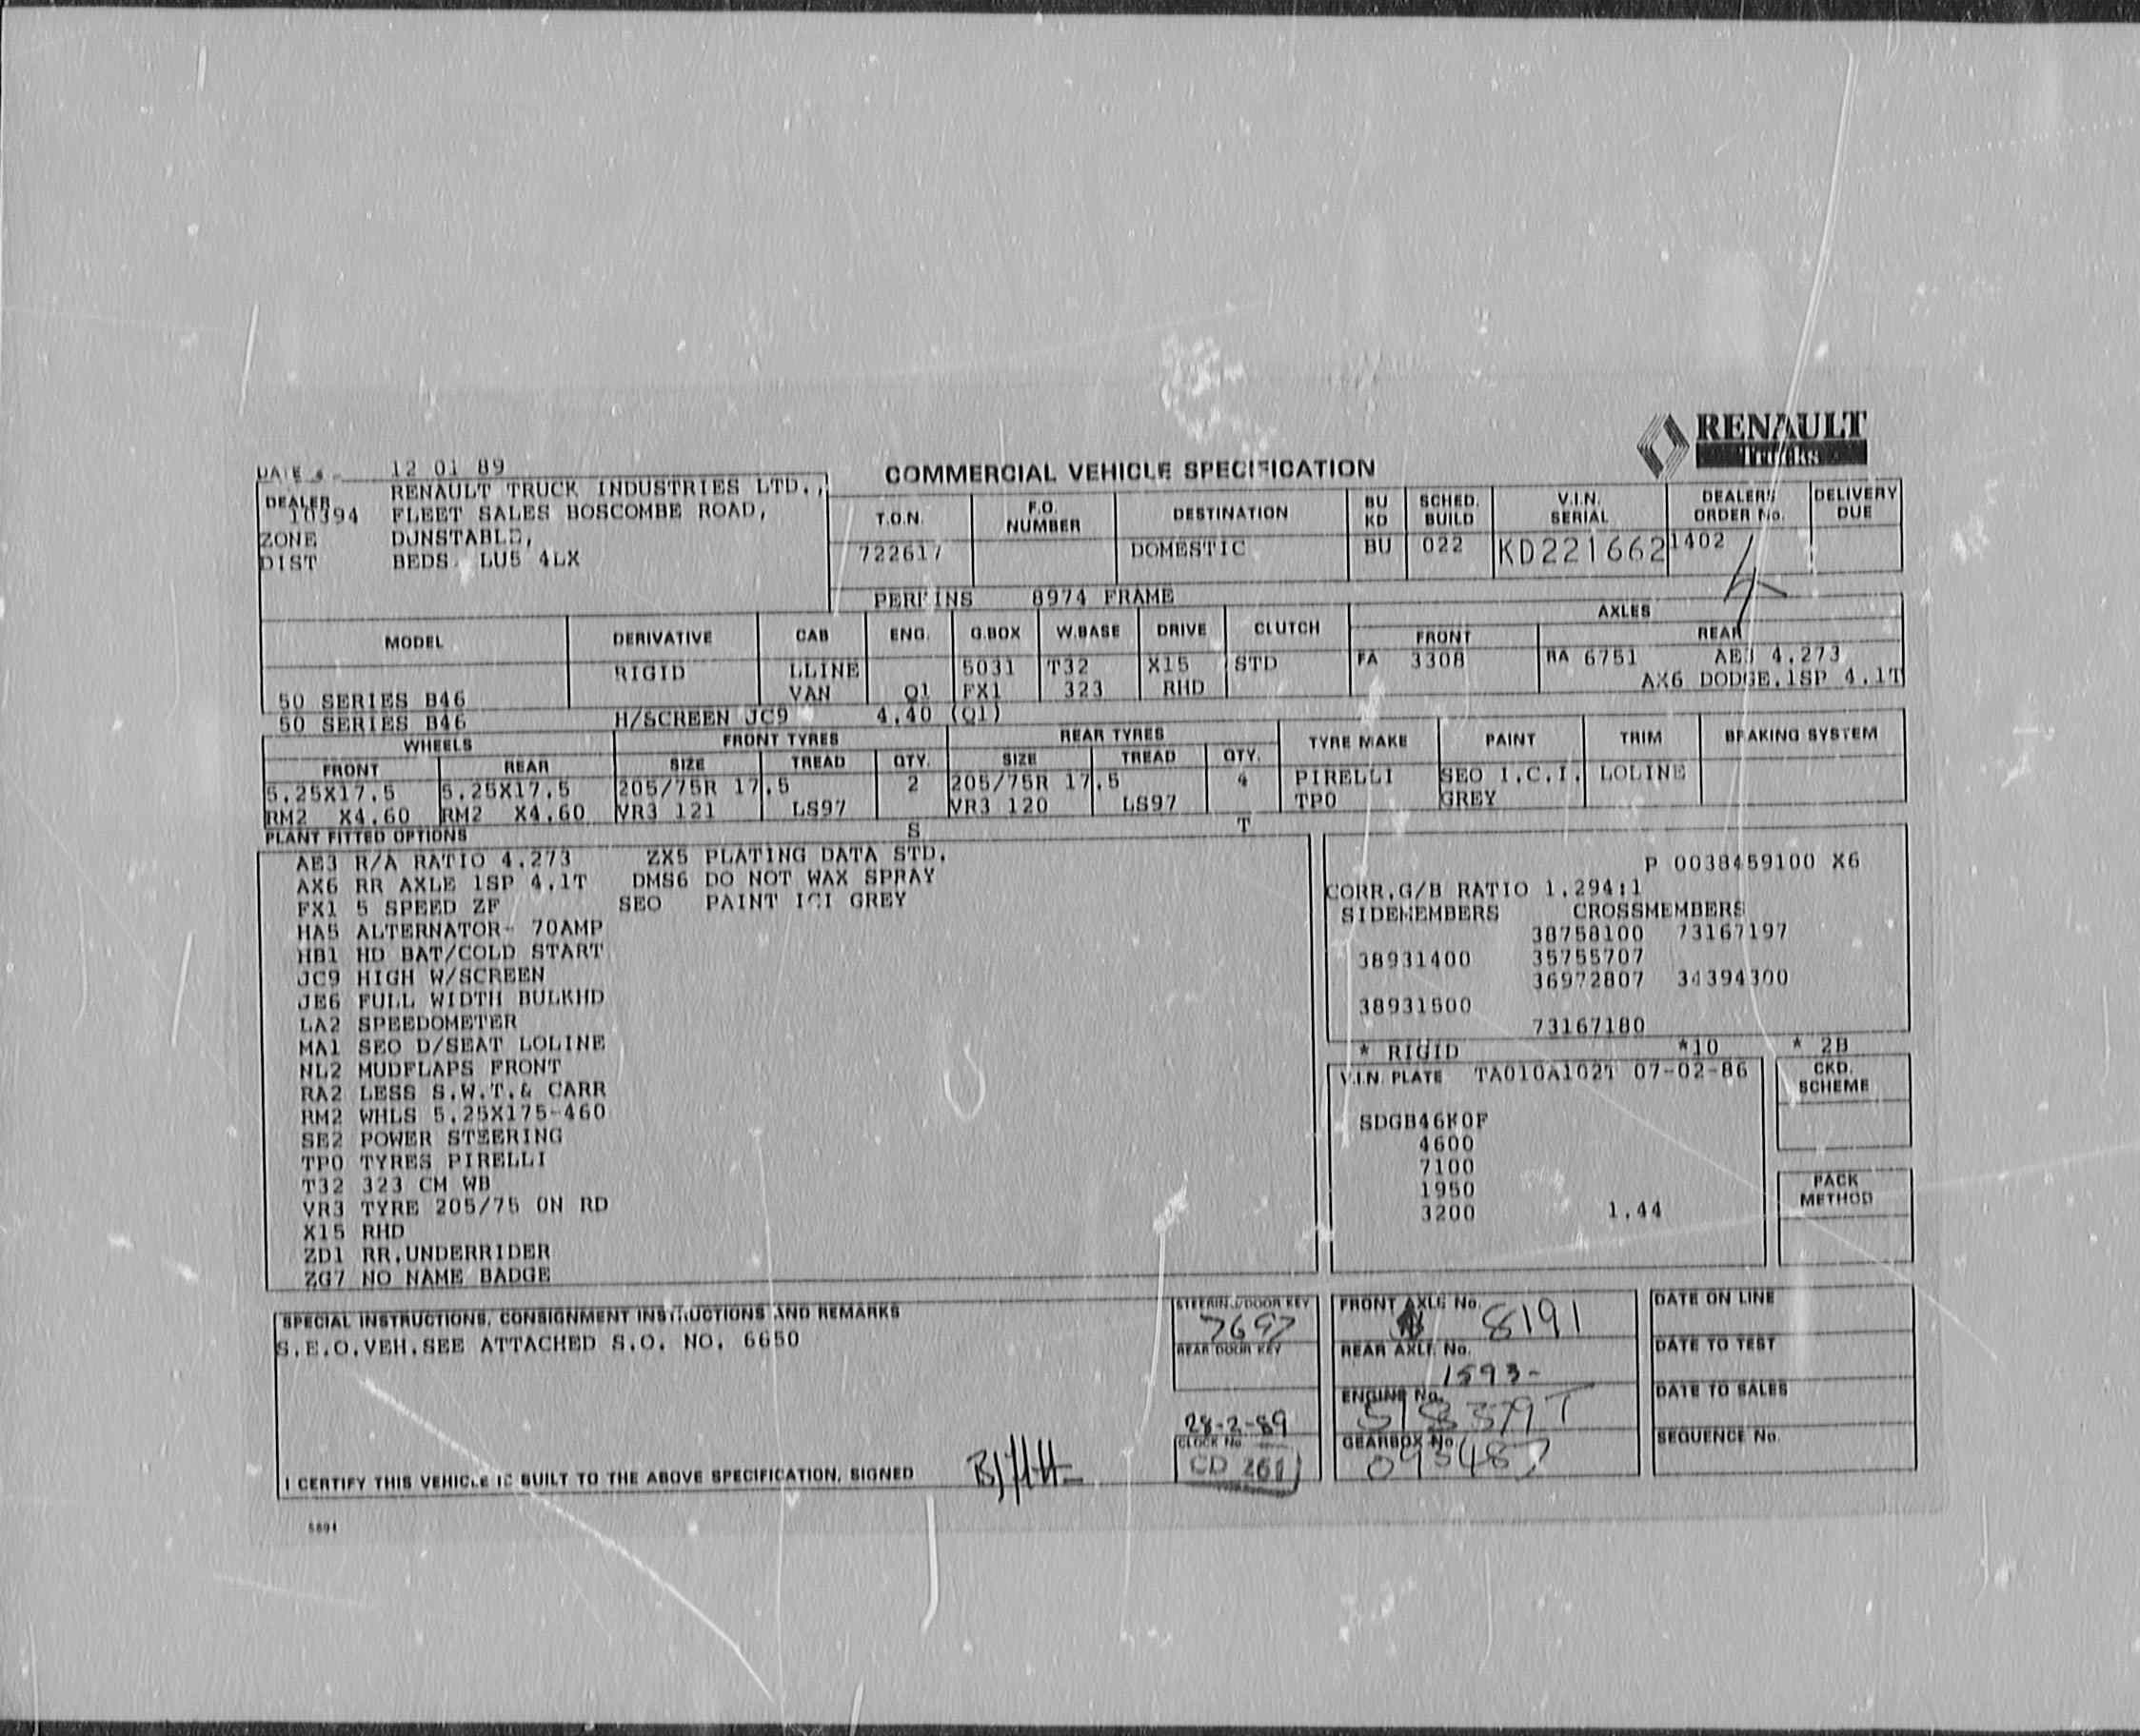 RENAULT
Trucks
DATE 12 01 89
COMMERCIAL VEHICLE SPECIFICATION
DEALER 10394 RENAULT TRUCK INDUSTRIES LTD.,
FLEET SALES BOSCOMBE ROAD,
ZONE DUNSTABLE,
DIST BEDS. LU5 4LX
T.O.N. F.O. NUMBER DESTINATION BU KD SCHED. BUILD V.I.N. SERIAL DEALER'S ORDER No. DELIVERY DUE
722617 DOMESTIC BU 022 KD221662 1402
PERKINS 8974 FRAME
MODEL DERIVATIVE CAB ENG. G.BOX W.BASE DRIVE CLUTCH AXLES
FRONT REAR
RIGID LLINE 5031 T32 X15 STD FA 3308 RA 6751 AE3 4.273
50 SERIES B46 VAN Q1 FX1 323 RHD AX6 DODGE.1SP 4.1T
50 SERIES B46 H/SCREEN JC9 4.40 (Q1)
WHEELS FRONT TYRES REAR TYRES TYRE MAKE PAINT TRIM BRAKING SYSTEM
FRONT REAR SIZE TREAD QTY. SIZE TREAD QTY.
5.25X17.5 5.25X17.5 205/75R 17.5 2 205/75R 17.5 4 PIRELLI SEO I.C.I. LOLINE
RM2 X4.60 RM2 X4.60 VR3 121 LS97 VR3 120 LS97 TP0 GREY
PLANT FITTED OPTIONS S T
AE3 R/A RATIO 4.273 ZX5 PLATING DATA STD.
AX6 RR AXLE 1SP 4.1T DMS6 DO NOT WAX SPRAY
FX1 5 SPEED ZF SEO PAINT ICI GREY
HA5 ALTERNATOR- 70AMP
HB1 HD BAT/COLD START
JC9 HIGH W/SCREEN
JE6 FULL WIDTH BULKHD
LA2 SPEEDOMETER
MA1 SEO D/SEAT LOLINE
NL2 MUDFLAPS FRONT
RA2 LESS S.W.T.& CARR
RM2 WHLS 5.25X175-460
SE2 POWER STEERING
TP0 TYRES PIRELLI
T32 323 CM WB
VR3 TYRE 205/75 ON RD
X15 RHD
ZD1 RR.UNDERRIDER
ZG7 NO NAME BADGE
P 0038459100 X6
CORR.G/B RATIO 1.294:1
SIDEMEMBERS CROSSMEMBERS
38758100 73167197
38931400 35755707
36972807 34394300
38931500
73167180
* RIGID *10 * 2B
V.I.N. PLATE TA010A102T 07-02-86
CKD. SCHEME
SDGB46K0F
4600
7100
1950
3200 1.44
PACK METHOD
SPECIAL INSTRUCTIONS, CONSIGNMENT INSTRUCTIONS AND REMARKS
S.E.O.VEH.SEE ATTACHED S.O. NO. 6650
STEERING/DOOR KEY
7697
REAR DOOR KEY
28-2-89
CLOCK No.
CD 261
I CERTIFY THIS VEHICLE IS BUILT TO THE ABOVE SPECIFICATION, SIGNED
FRONT AXLE No. 8191
REAR AXLE No.
1593-
ENGINE No.
GEARBOX No.
093487
DATE ON LINE
DATE TO TEST
DATE TO SALES
SEQUENCE No.